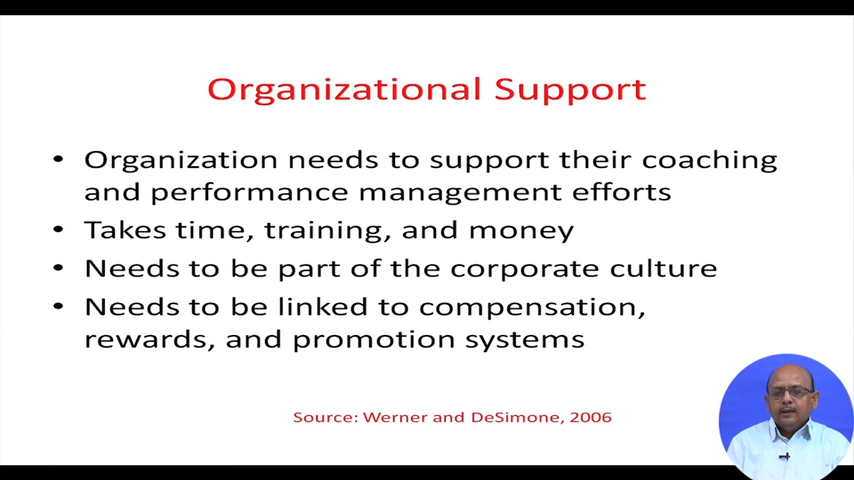 Organizational Support
• Organization needs to support their coaching
and performance management efforts
• Takes time, training, and money
• Needs to be part of the corporate culture
• Needs to be linked to compensation,
rewards, and promotion systems
Source: Werner and DeSimone, 2006